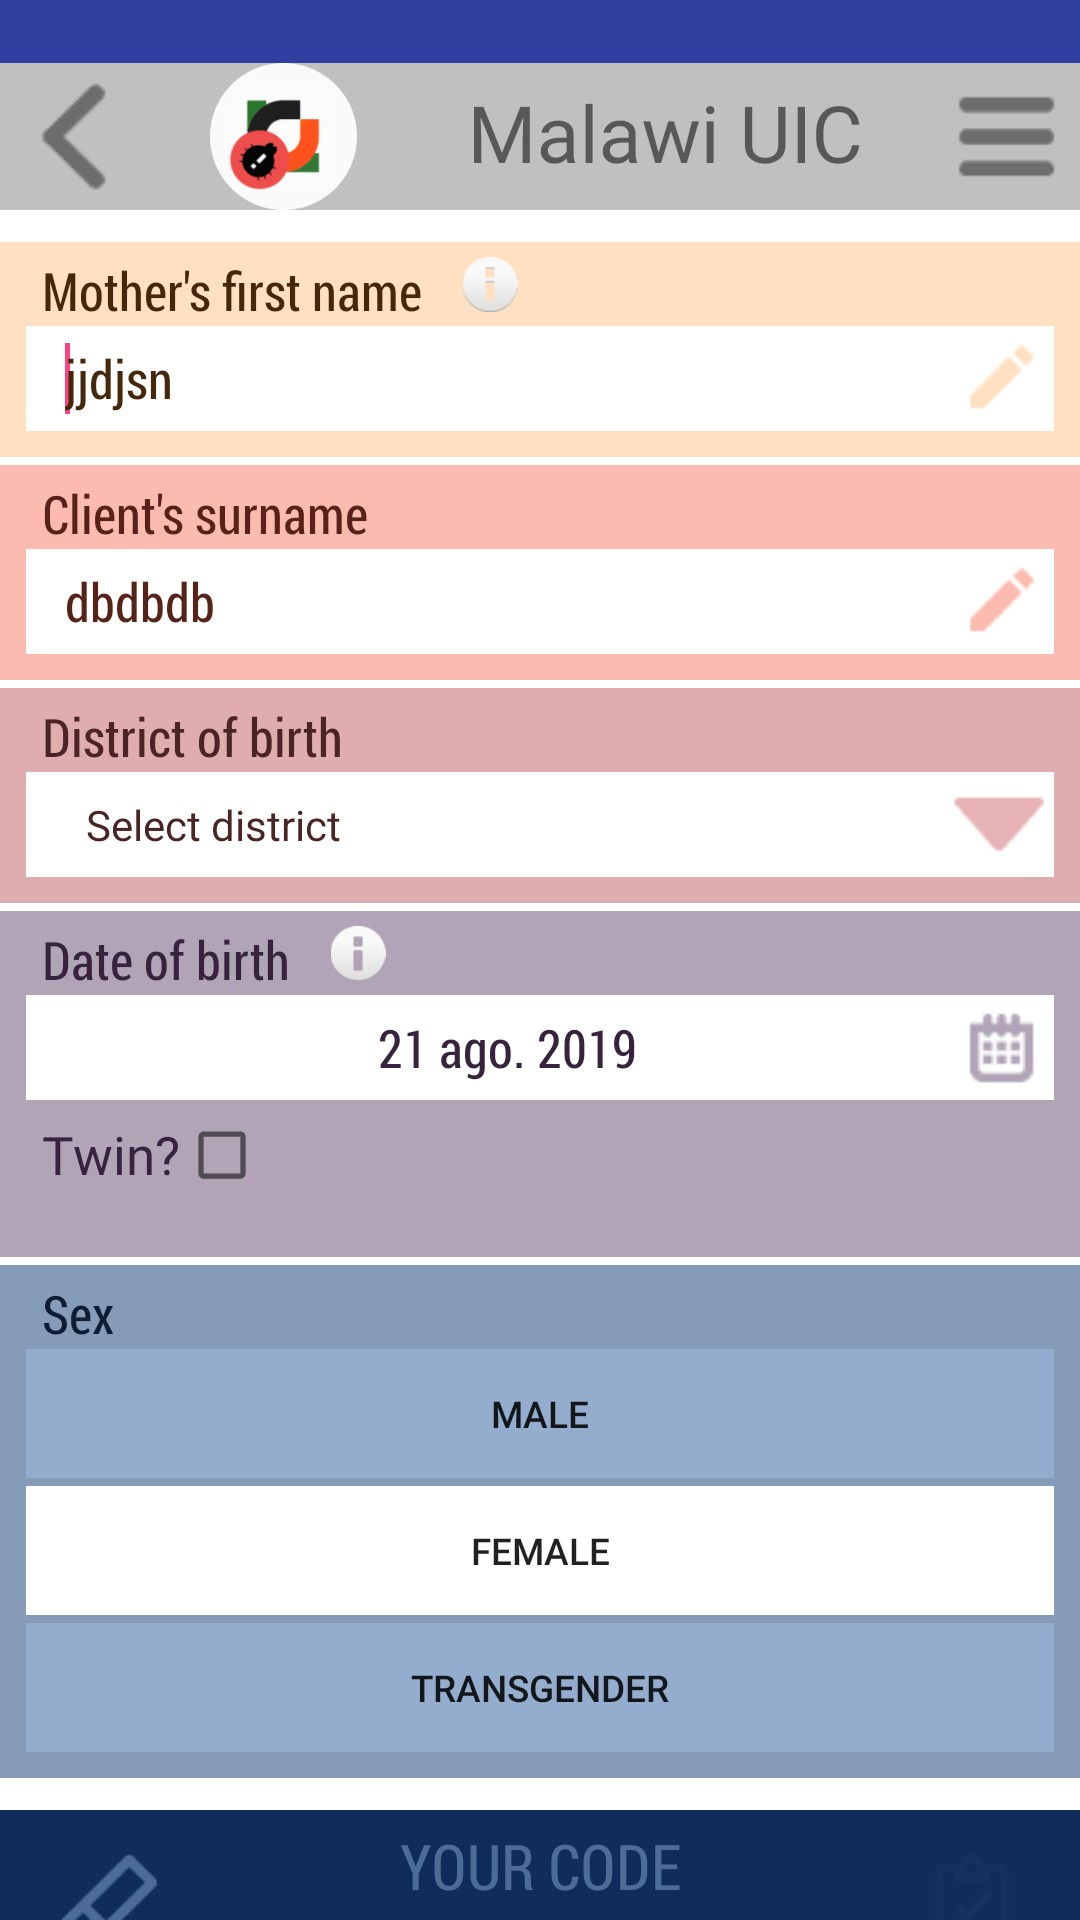 Malawi UIC
Mother's first name
jjdjsn
Client's surname
dbdbdb
District of birth
Select district
Date of birth
21 ago. 2019
Twin?
Sex
MALE
FEMALE
TRANSGENDER
YOUR CODE